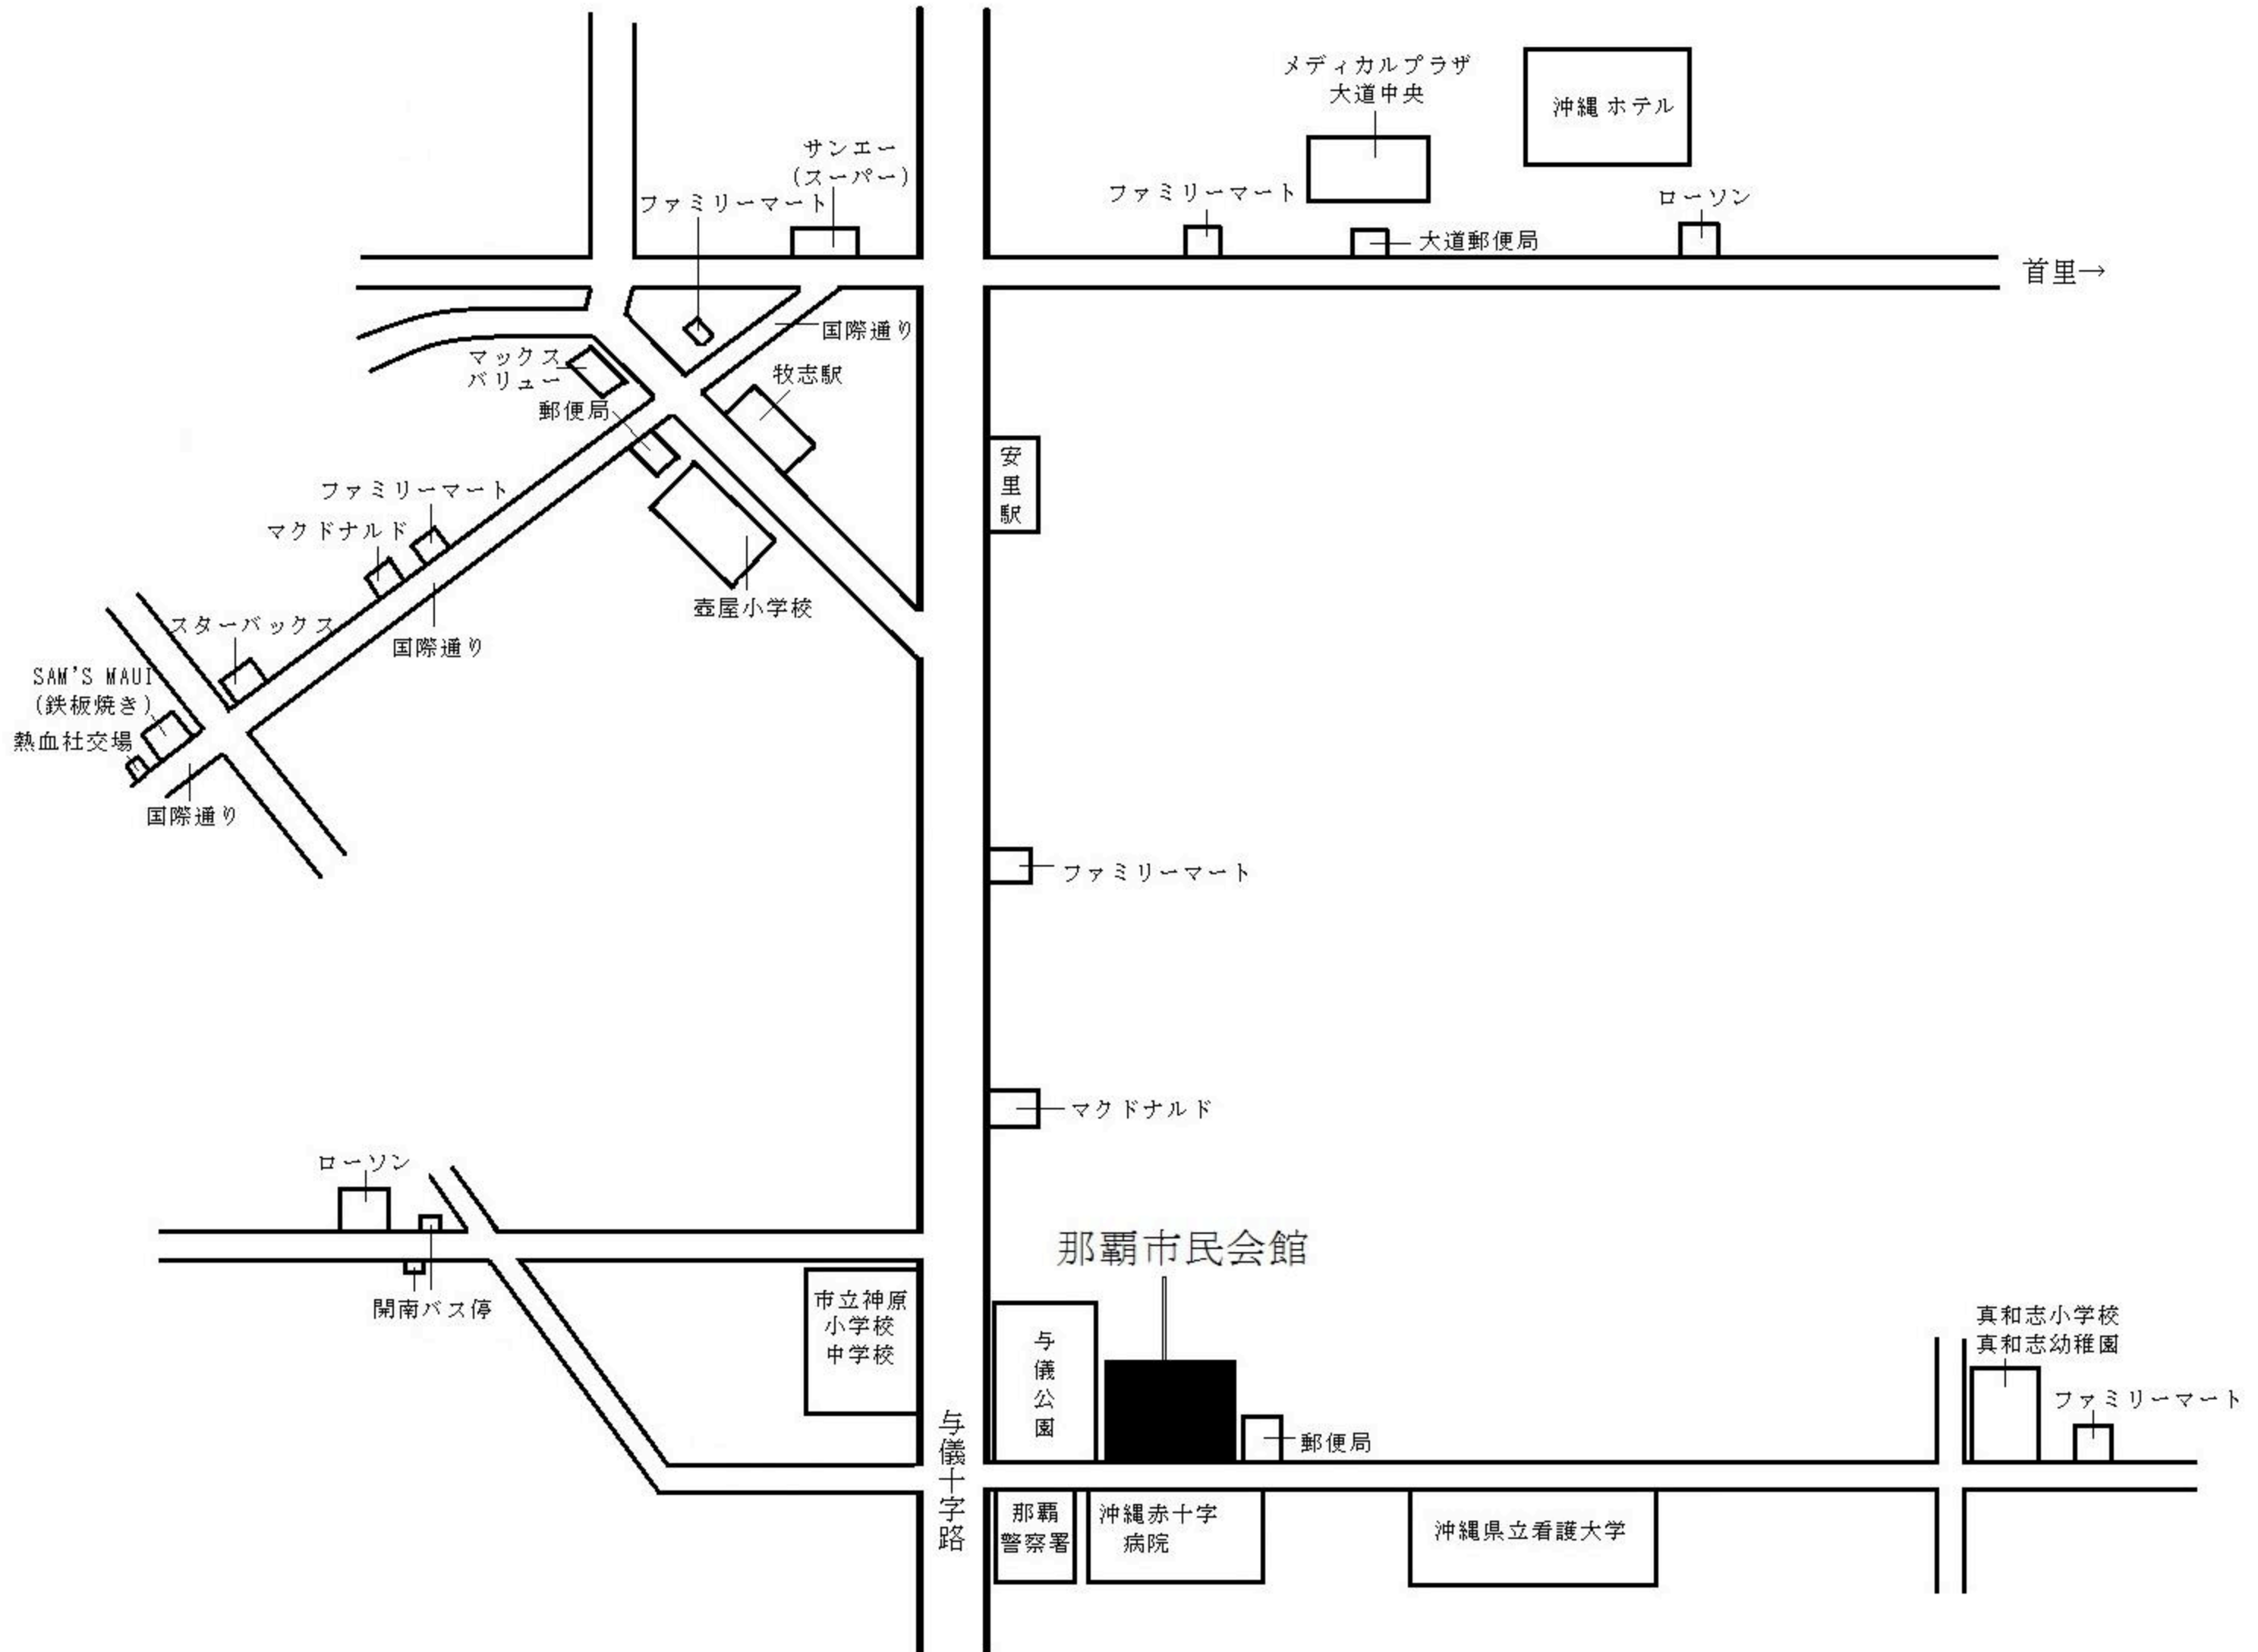 メディカルプラザ
大道中央
沖縄 ホテル
サンエー
(スーパー)
ファミリーマート
ファミリーマート
ローソン
大道郵便局
首里→
国際通り
マックス
バリュー
牧志駅
郵便局
安
里
駅
ファミリーマート
マクドナルド
壺屋小学校
スターバックス
国際通り
SAM'S MAUI
(鉄板焼き)
熱血社交場
国際通り
ファミリーマート
マクドナルド
ローソン
那覇市民会館
開南バス停
市立神原
小学校
中学校
与
儀
公
園
真和志小学校
真和志幼稚園
ファミリーマート
郵便局
与
儀
十
字
路
那覇
警察署
沖縄赤十字
病院
沖縄県立看護大学